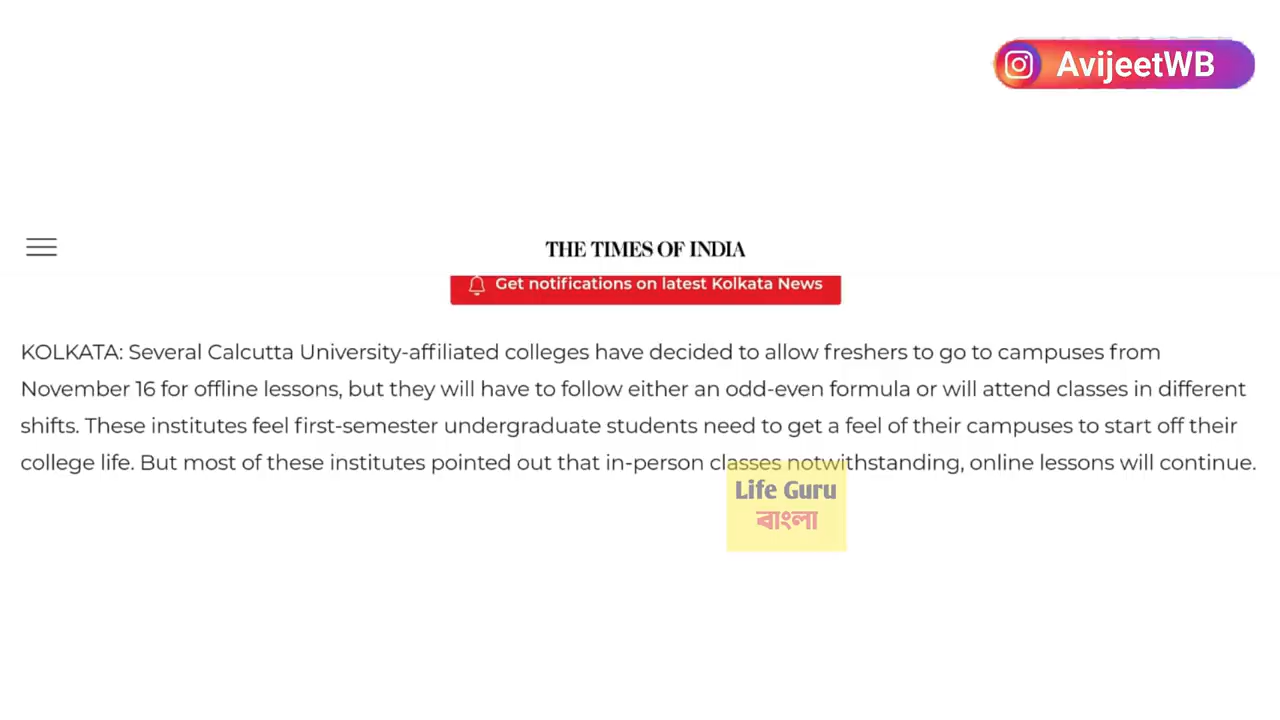 AvijeetWB
THE TIMES OF INDIA
Get notifications on latest Kolkata News
KOLKATA: Several Calcutta University-affiliated colleges have decided to allow freshers to go to campuses from
November 16 for offline lessons, but they will have to follow either an odd-even formula or will attend classes in different
shifts. These institutes feel first-semester undergraduate students need to get a feel of their campuses to start off their
college life. But most of these institutes pointed out that in-person classes notwithstanding, online lessons will continue.
Life Guru
বাংলা